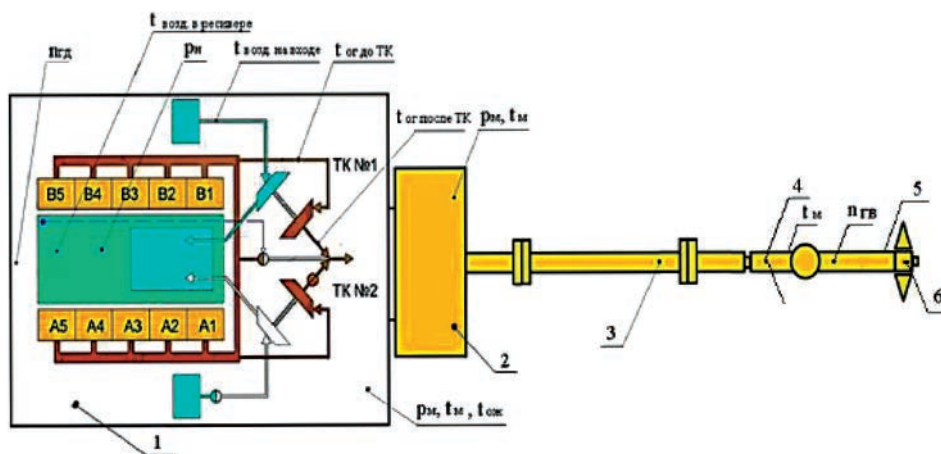 t возд. в ресивере
nгд
pн
t возд. на входе
t ог до ТК
t ог после ТК
pм, tм
ТК №1
B5 B4 B3 B2 B1
4
tм
nгв
5
ТК №2
A5 A4 A3 A2 A1
3
6
2
pм, tм , tож
1